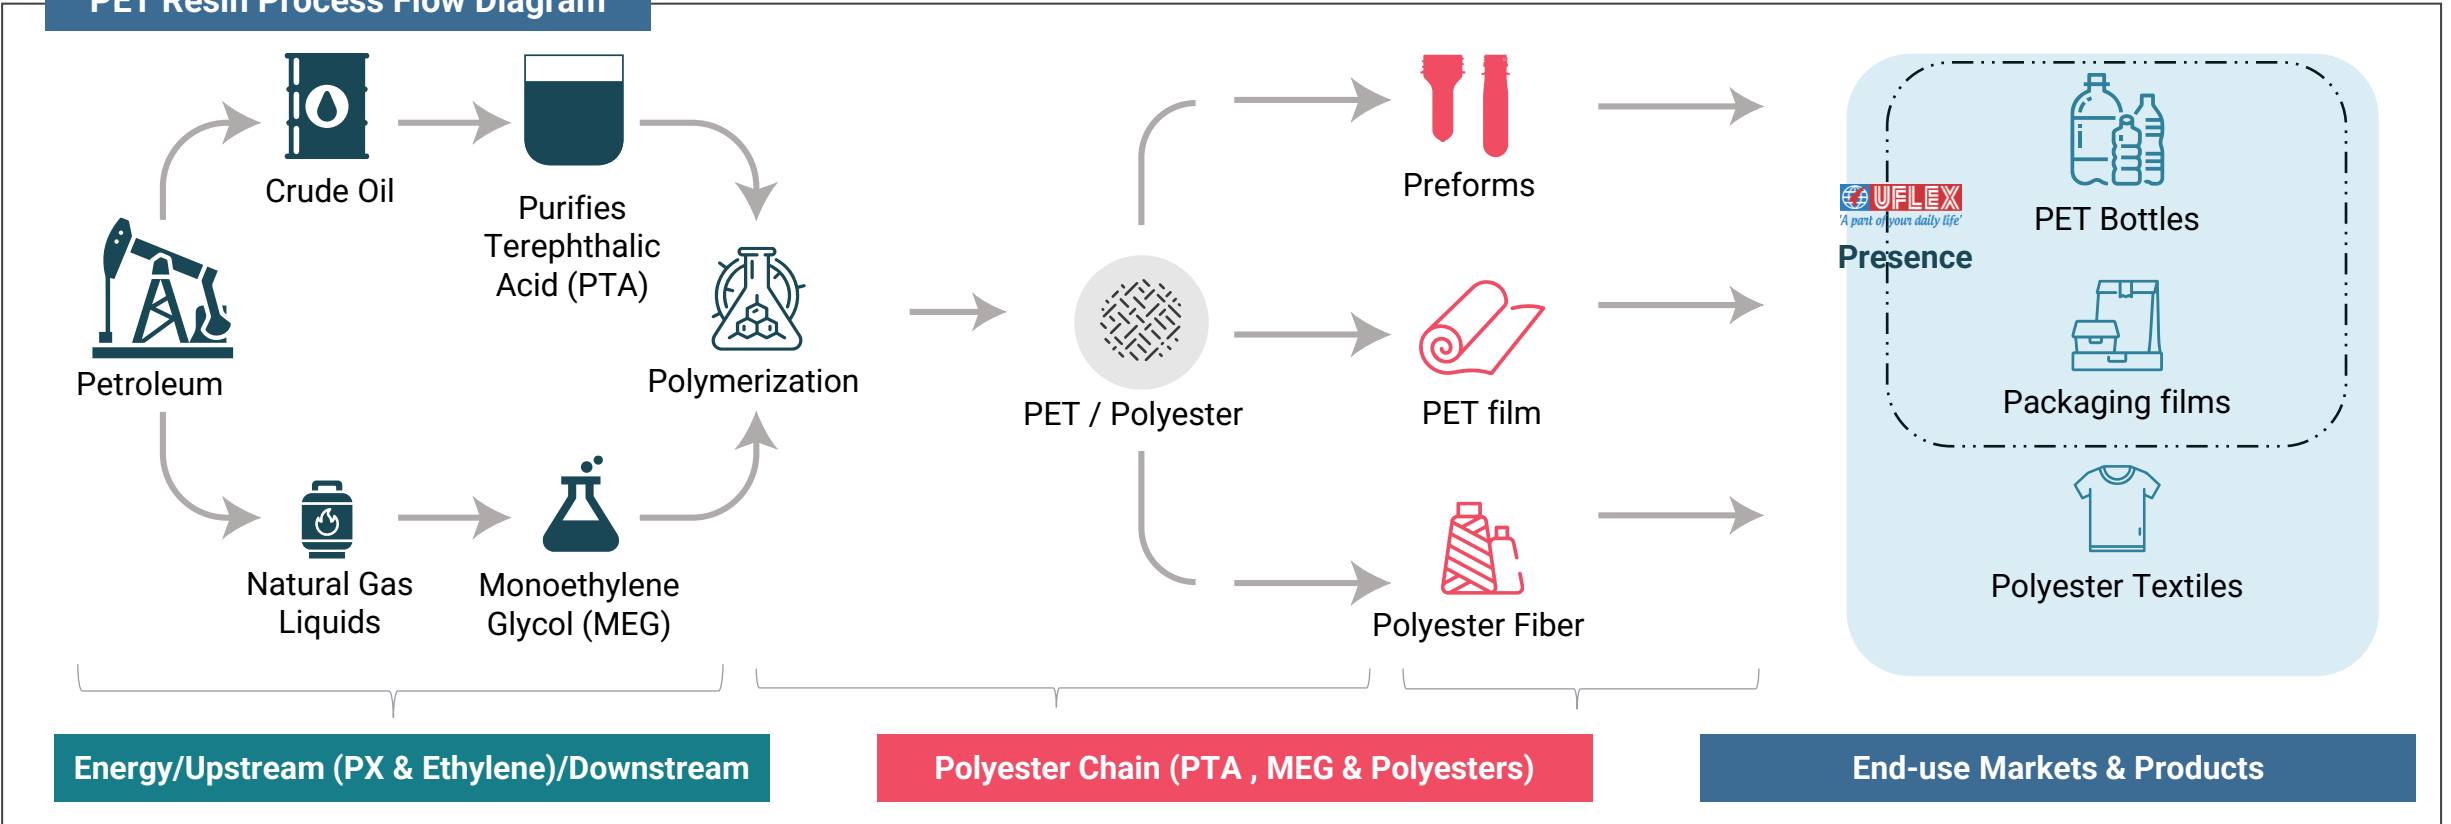 PET Resin Process Flow Diagram
Crude Oil
Purifies
Terephthalic
Acid (PTA)
Petroleum
Polymerization
Natural Gas
Liquids
Monoethylene
Glycol (MEG)
PET / Polyester
Preforms
PET film
Polyester Fiber
UFLEX
'A part of your daily life'
Presence
PET Bottles
Packaging films
Polyester Textiles
Energy/Upstream (PX & Ethylene)/Downstream
Polyester Chain (PTA , MEG & Polyesters)
End-use Markets & Products